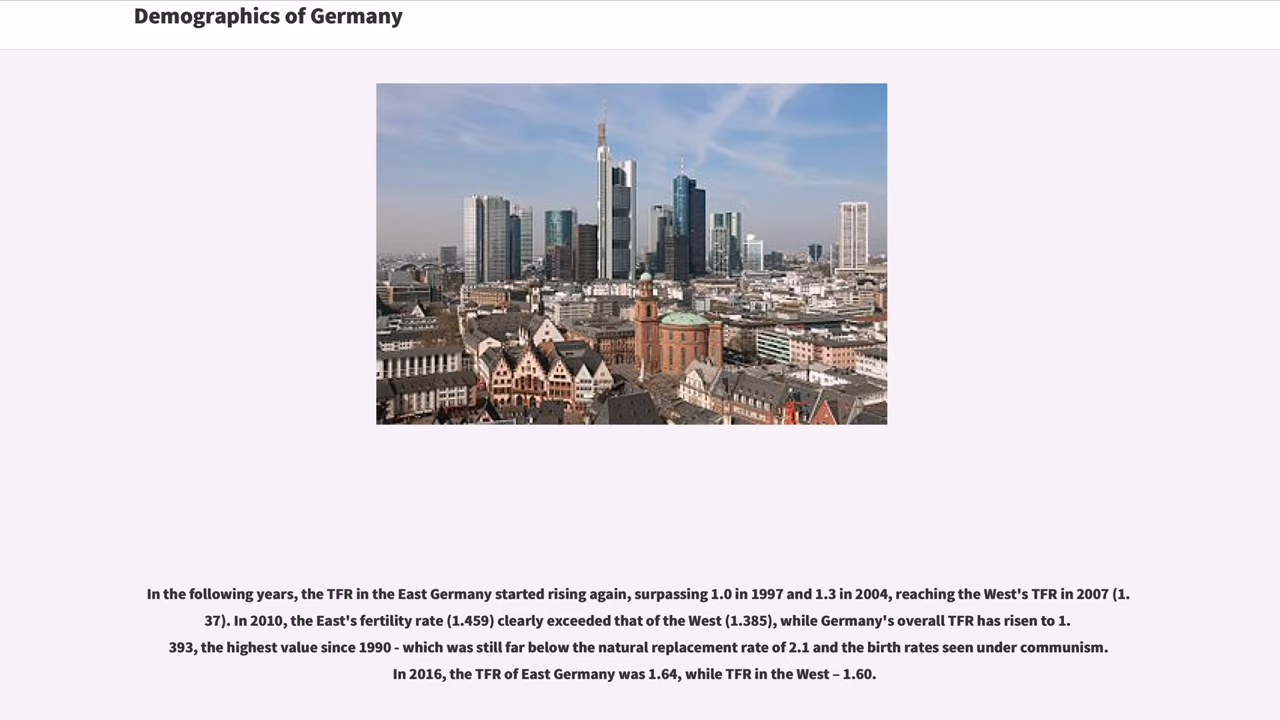 Demographics of Germany
In the following years, the TFR in the East Germany started rising again, surpassing 1.0 in 1997 and 1.3 in 2004, reaching the West's TFR in 2007 (1.
37). In 2010, the East's fertility rate (1.459) clearly exceeded that of the West (1.385), while Germany's overall TFR has risen to 1.
393, the highest value since 1990 - which was still far below the natural replacement rate of 2.1 and the birth rates seen under communism.
In 2016, the TFR of East Germany was 1.64, while TFR in the West – 1.60.